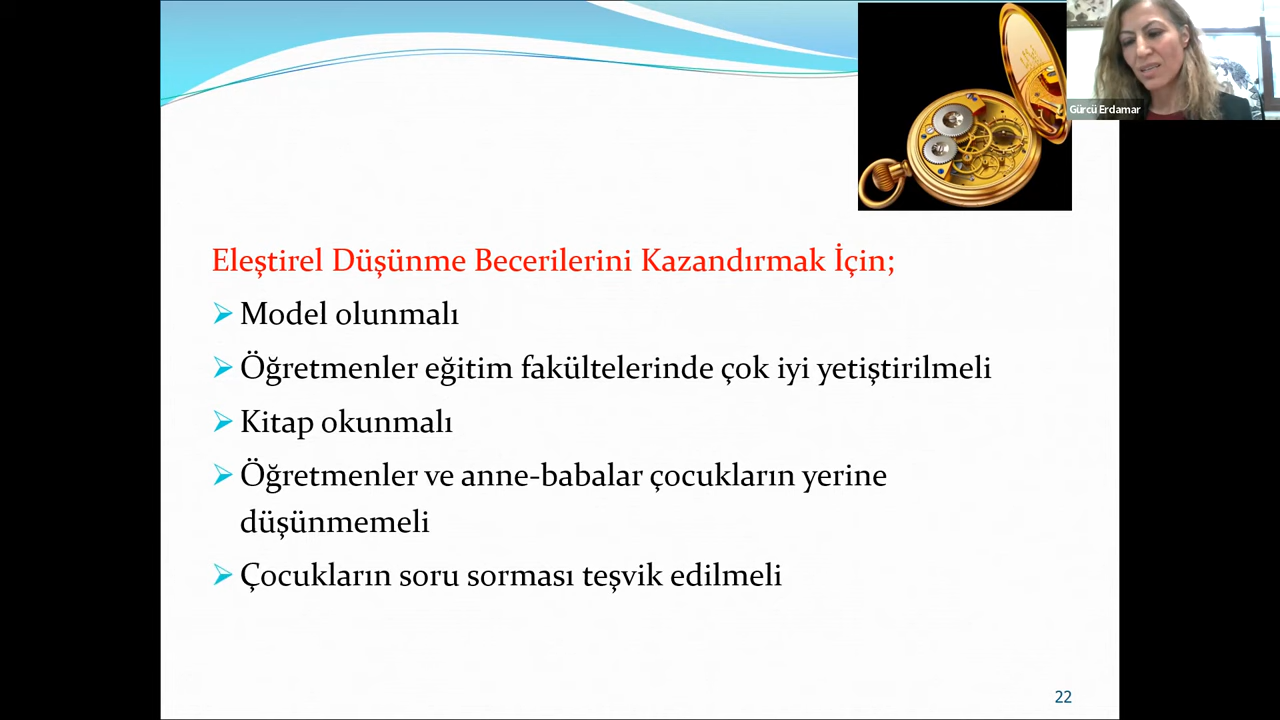 Gürcü Erdamar
Eleştirel Düşünme Becerilerini Kazandırmak İçin;
Model olunmalı
Öğretmenler eğitim fakültelerinde çok iyi yetiştirilmeli
Kitap okunmalı
Öğretmenler ve anne-babalar çocukların yerine
düşünmemeli
Çocukların soru sorması teşvik edilmeli
22